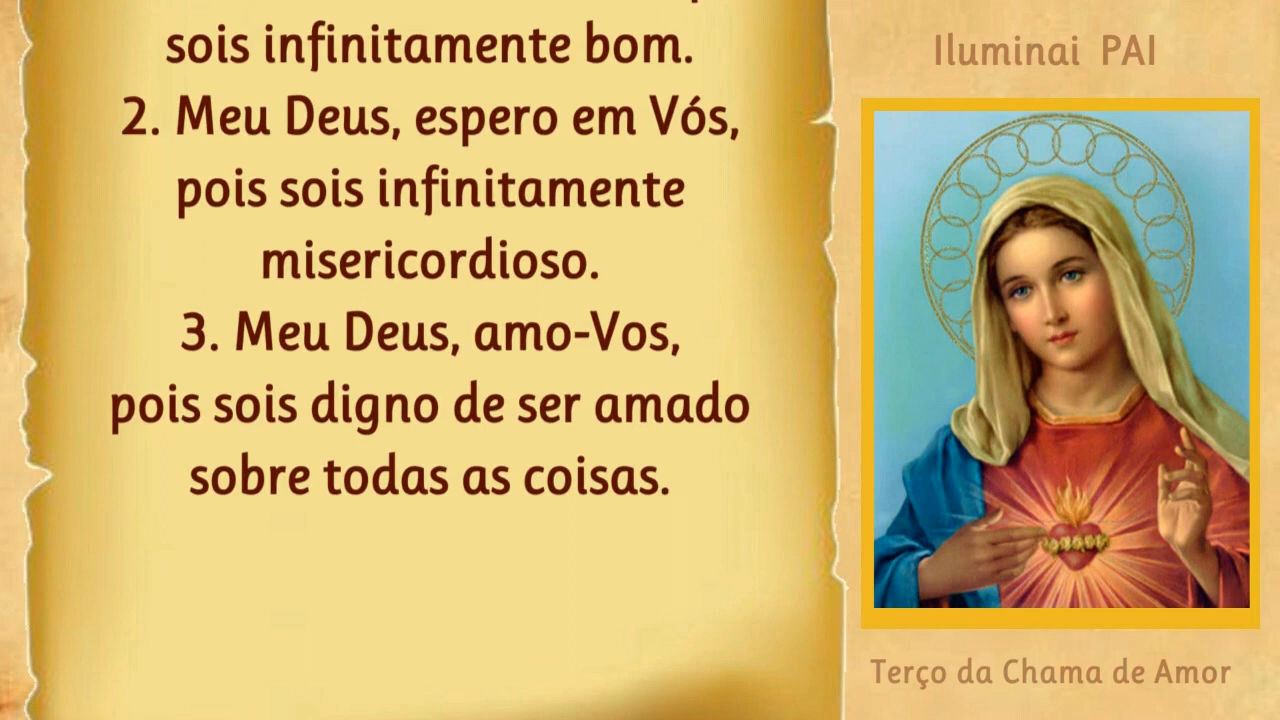 sois infinitamente bom.
2. Meu Deus, espero em Vós,
pois sois infinitamente
misericordioso.
3. Meu Deus, amo-Vos,
pois sois digno de ser amado
sobre todas as coisas.
Iluminai PAI
Terço da Chama de Amor